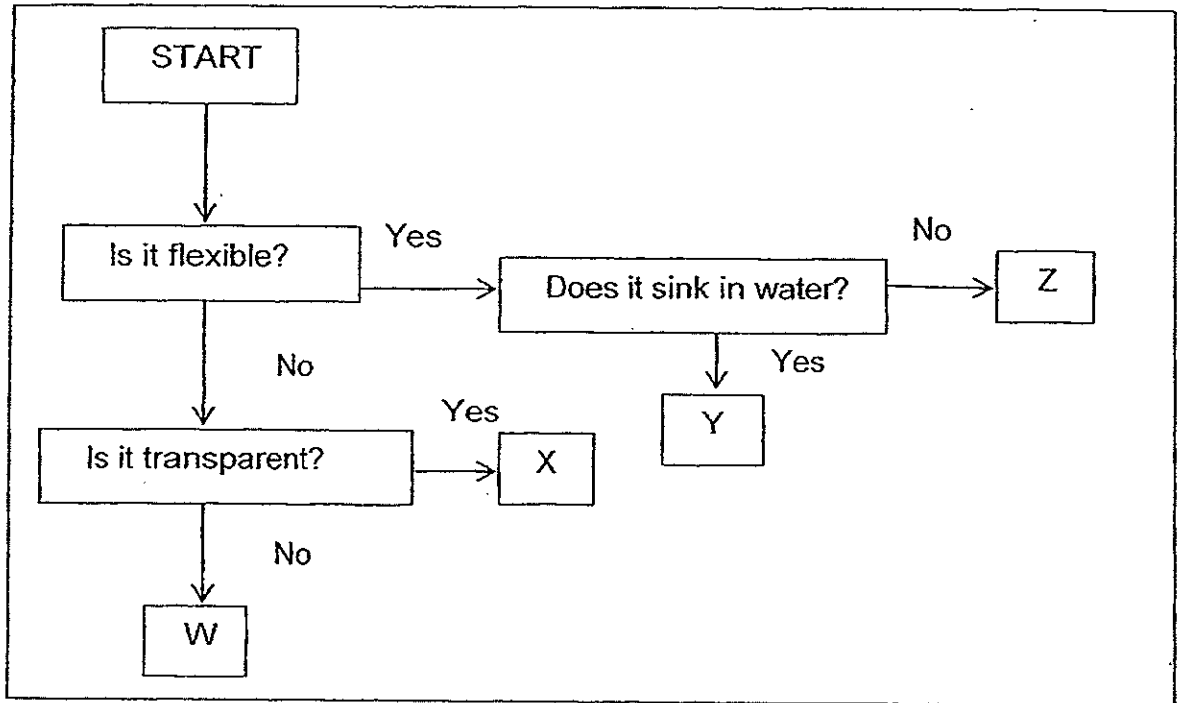 START
Is it flexible?
Yes
Does it sink in water?
No
Z
Yes
Y
No
Is it transparent?
Yes
X
No
W